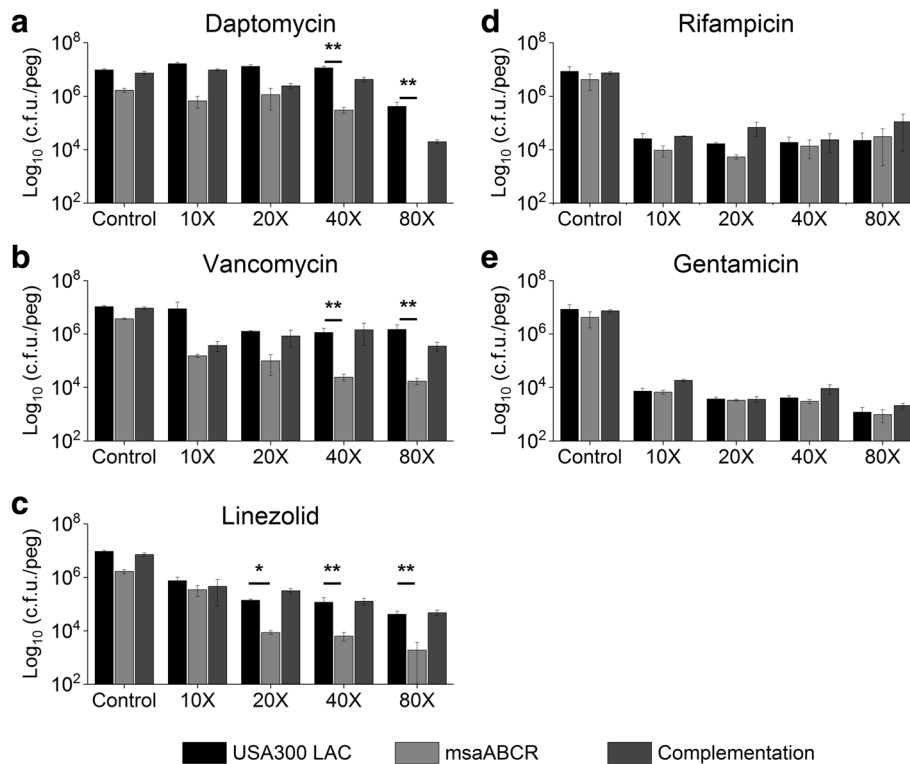 a
Daptomycin
Log10 (c.f.u./peg)
10^8
10^6
10^4
10^2
** **
Control 10X 20X 40X 80X
b
Vancomycin
Log10 (c.f.u./peg)
10^8
10^6
10^4
10^2
** **
Control 10X 20X 40X 80X
c
Linezolid
Log10 (c.f.u./peg)
10^8
10^6
10^4
10^2
* ** **
Control 10X 20X 40X 80X
d
Rifampicin
Log10 (c.f.u./peg)
10^8
10^6
10^4
10^2
Control 10X 20X 40X 80X
e
Gentamicin
Log10 (c.f.u./peg)
10^8
10^6
10^4
10^2
Control 10X 20X 40X 80X
USA300 LAC msaABCR Complementation